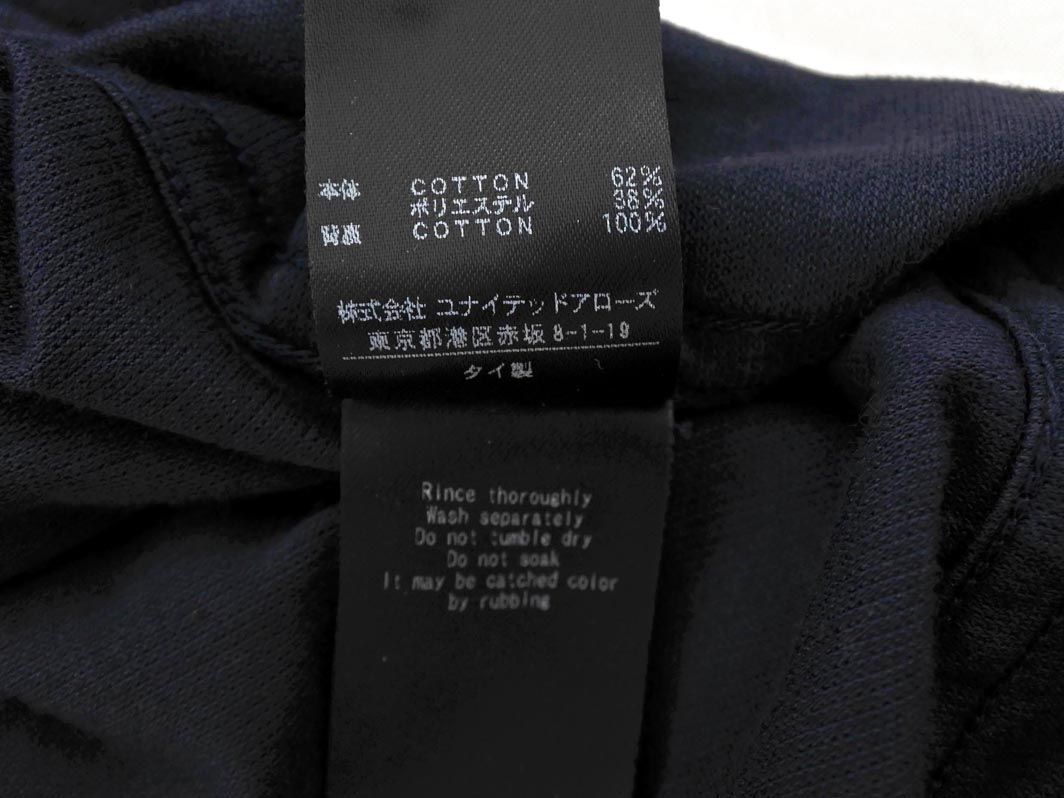 本体 COTTON 62%
ポリエステル 38%
COTTON 100%
株式会社 ユナイテッドアローズ
東京都港区赤坂8-1-19
タイ製
Rince thoroughly
Wash separately
Do not tumble dry
Do not soak
It may be catched color
by rubbing